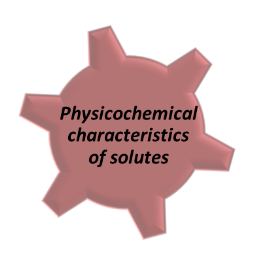 Physicochemical
characteristics
of solutes